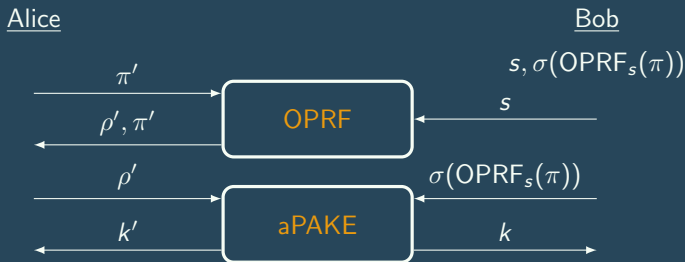 Alice Bob
s, σ(OPRFₛ(π))
π′ s
OPRF
ρ′, π′
ρ′ σ(OPRFₛ(π))
aPAKE
k′ k